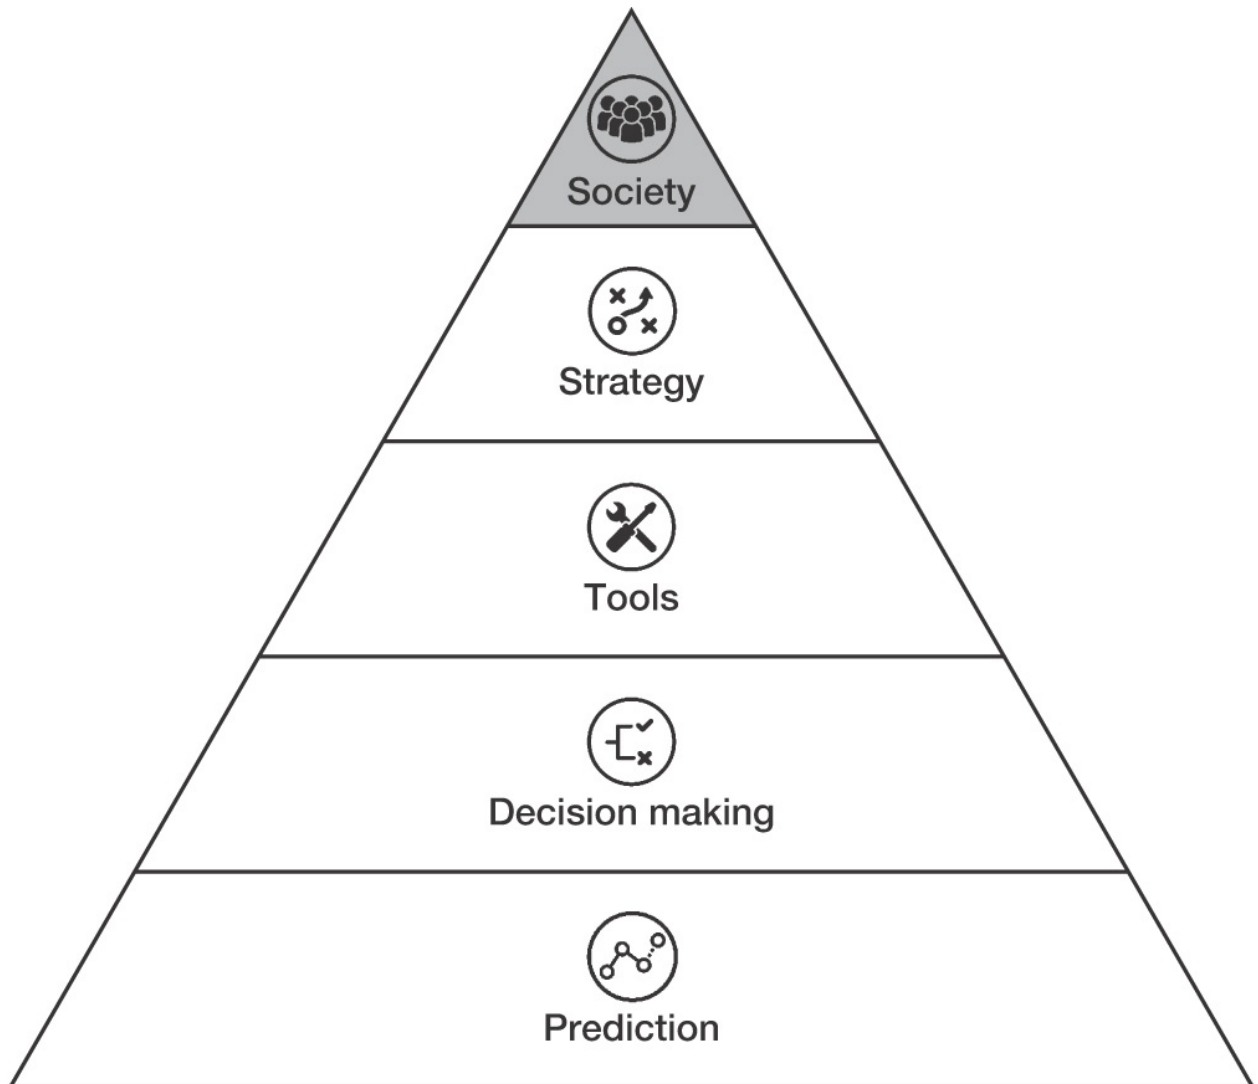 Society
Strategy
Tools
Decision making
Prediction